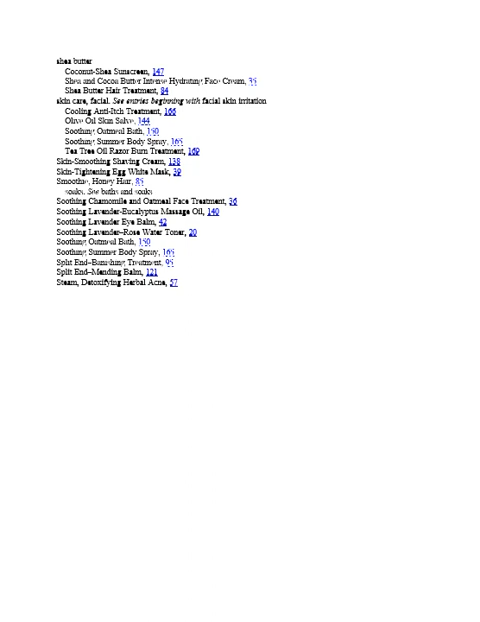 shea butter
Coconut-Shea Sunscreen, 147
Shea and Cocoa Butter Intense Hydrating Face Cream, 35
Shea Butter Hair Treatment, 84
skin care, facial. See entries beginning with facial skin irritation
Cooling Anti-Itch Treatment, 166
Olive Oil Skin Salve, 144
Soothing Oatmeal Bath, 150
Soothing Summer Body Spray, 165
Tea Tree Oil Razor Burn Treatment, 169
Skin-Smoothing Shaving Cream, 138
Skin-Tightening Egg White Mask, 39
Smoothie, Honey Hair, 85
soaks. See baths and soaks
Soothing Chamomile and Oatmeal Face Treatment, 36
Soothing Lavender-Eucalyptus Massage Oil, 140
Soothing Lavender Eye Balm, 42
Soothing Lavender–Rose Water Toner, 20
Soothing Oatmeal Bath, 150
Soothing Summer Body Spray, 165
Split End–Banishing Treatment, 95
Split End–Mending Balm, 121
Steam, Detoxifying Herbal Acne, 57